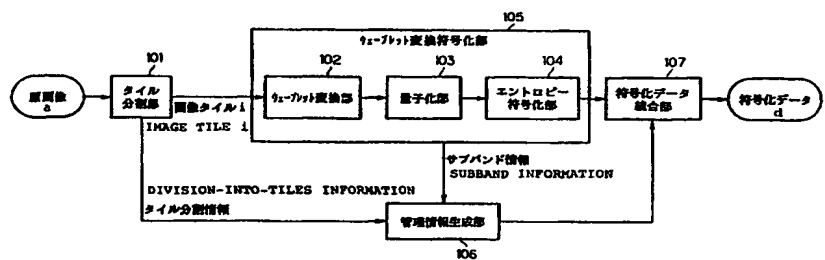 105
ウェーブレット変換符号化部
101
102
103
104
107
原画像
a
タイル
分割部
画像タイル i
IMAGE TILE i
ウェーブレット変換部
量子化部
エントロピー
符号化部
符号化データ
統合部
符号化データ
d
サブバンド情報
SUBBAND INFORMATION
DIVISION-INTO-TILES INFORMATION
タイル分割情報
管理情報生成部
106